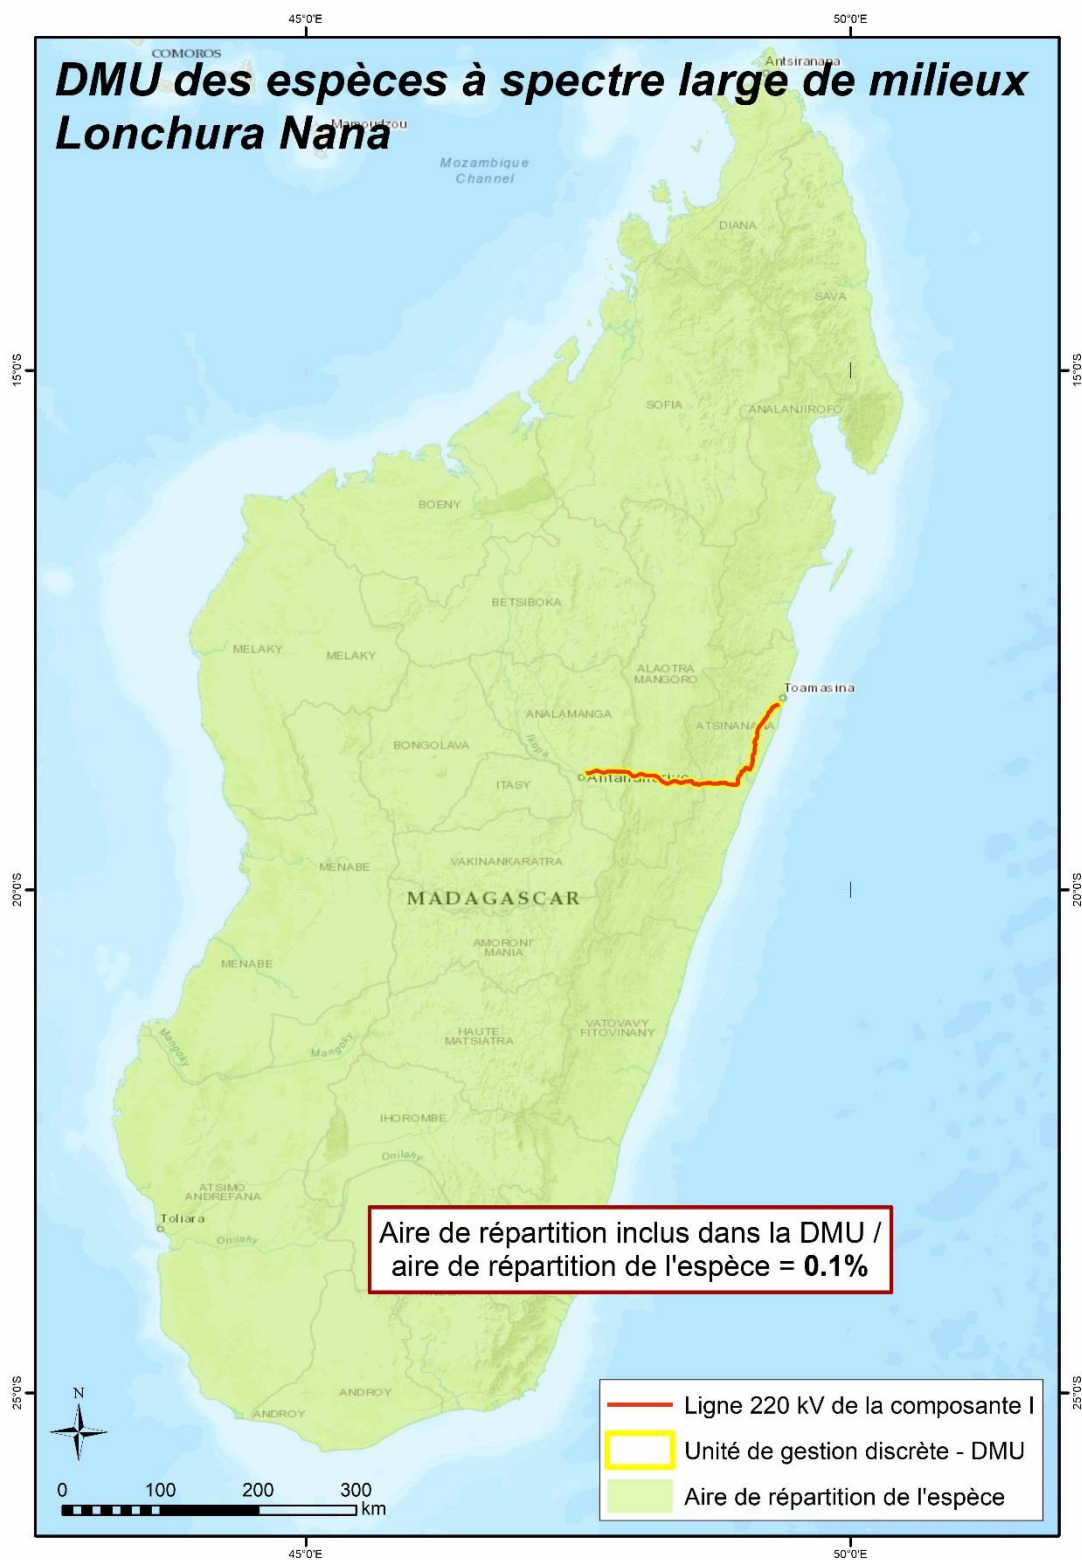 45°0'E
50°0'E
COMOROS
Antsiranana
DMU des espèces à spectre large de milieux
Lonchura Nana
Mamoudzou
Mozambique
Channel
DIANA
SAVA
15°0'S
15°0'S
SOFIA
ANALANJIROFO
BOENY
BETSIBOKA
MELAKY
MELAKY
ALAOTRA
MANGORO
Toamasina
ANALAMANGA
ATSINANANA
BONGOLAVA
Ikopa
Antananarivo
ITASY
VAKINANKARATRA
MENABE
20°0'S
20°0'S
MADAGASCAR
AMORONI
MANIA
MENABE
Mangoky
Mangoky
HAUTE
MATSIATRA
VATOVAVY
FITOVINANY
IHOROMBE
Onilahy
ATSIMO
ANDREFANA
Toliara
Onilahy
Aire de répartition inclus dans la DMU /
aire de répartition de l'espèce = 0.1%
ANDROY
ANDROY
25°0'S
25°0'S
N
0 100 200 300
km
Ligne 220 kV de la composante I
Unité de gestion discrète - DMU
Aire de répartition de l'espèce
45°0'E
50°0'E